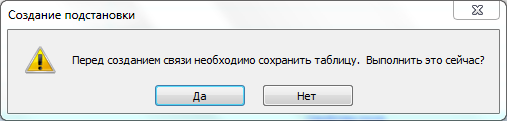 Создание подстановки
Перед созданием связи необходимо сохранить таблицу. Выполнить это сейчас?
Да
Нет